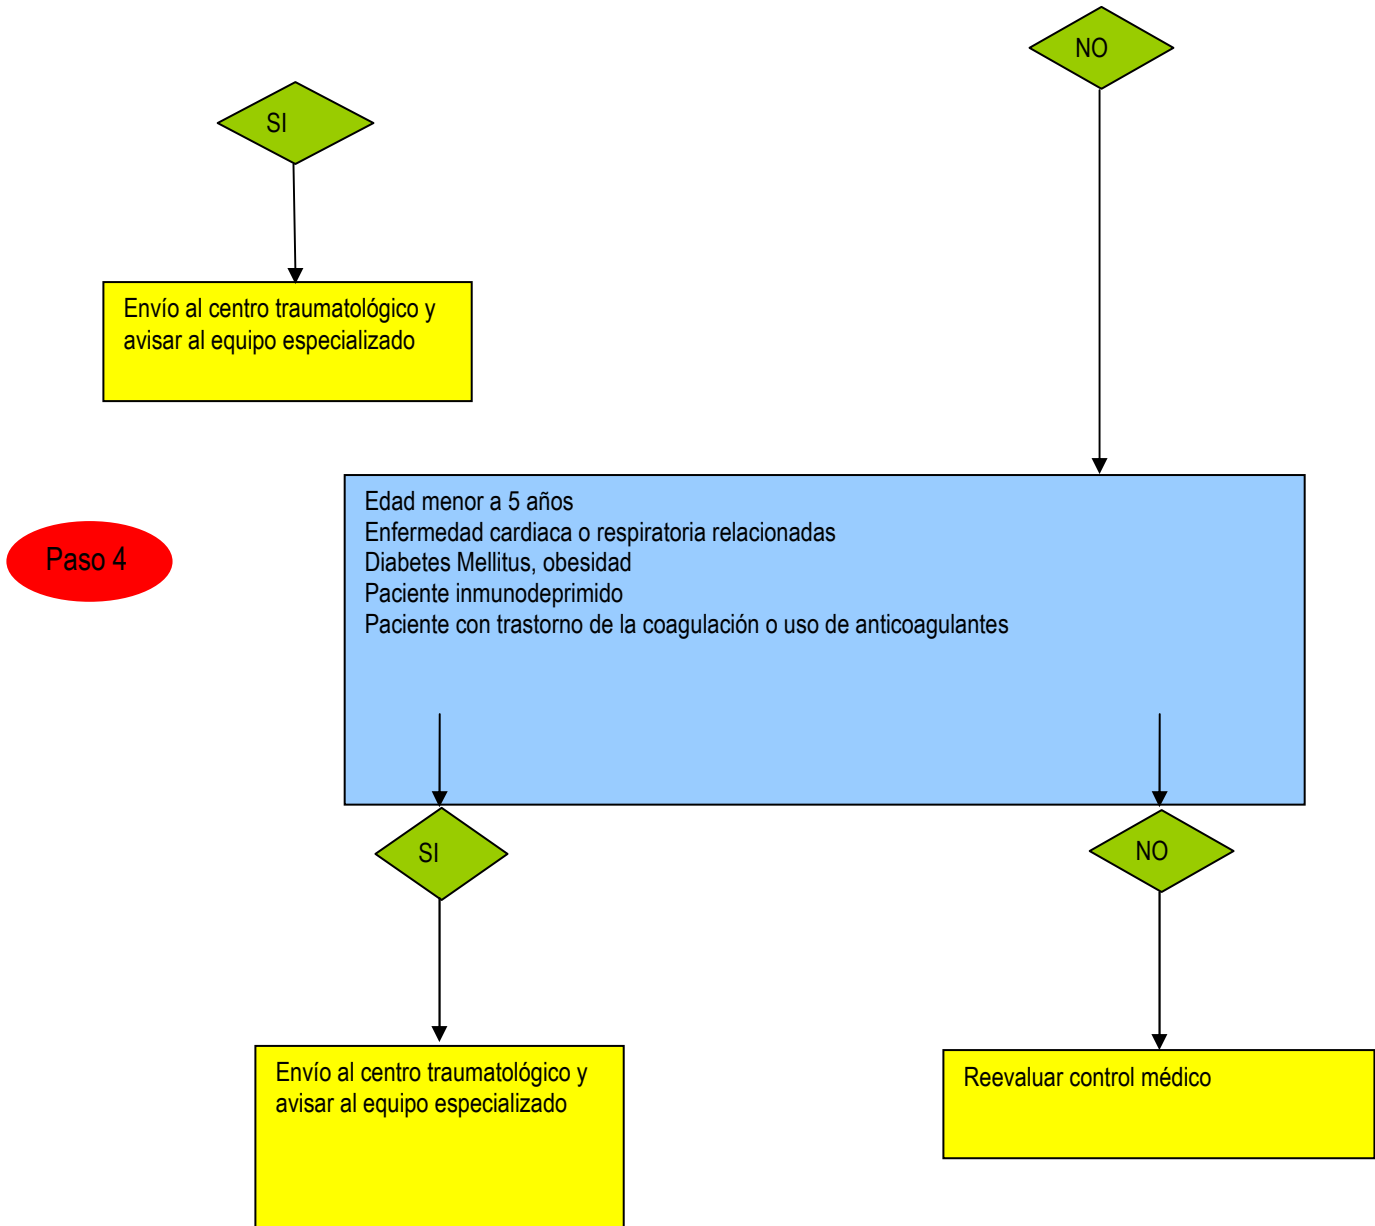 NO
SI
Envío al centro traumatológico y
avisar al equipo especializado
Paso 4
Edad menor a 5 años
Enfermedad cardiaca o respiratoria relacionadas
Diabetes Mellitus, obesidad
Paciente inmunodeprimido
Paciente con trastorno de la coagulación o uso de anticoagulantes
SI
NO
Envío al centro traumatológico y
avisar al equipo especializado
Reevaluar control médico